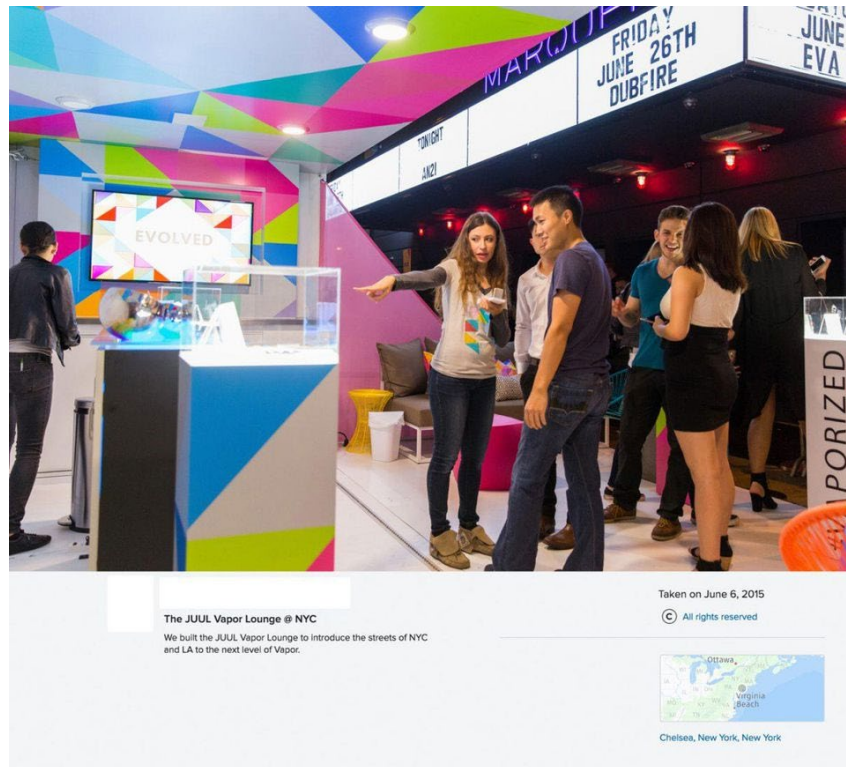 MARQUE
FRIDAY
JUNE 26TH
DUBFIRE
JUNE
EVA
TONIGHT
AN21
EVOLVED
#VAPORIZED
The JUUL Vapor Lounge @ NYC
We built the JUUL Vapor Lounge to introduce the streets of NYC
and LA to the next level of Vapor.
Taken on June 6, 2015
© All rights reserved
Ottawa
Virginia
Beach
Chelsea, New York, New York